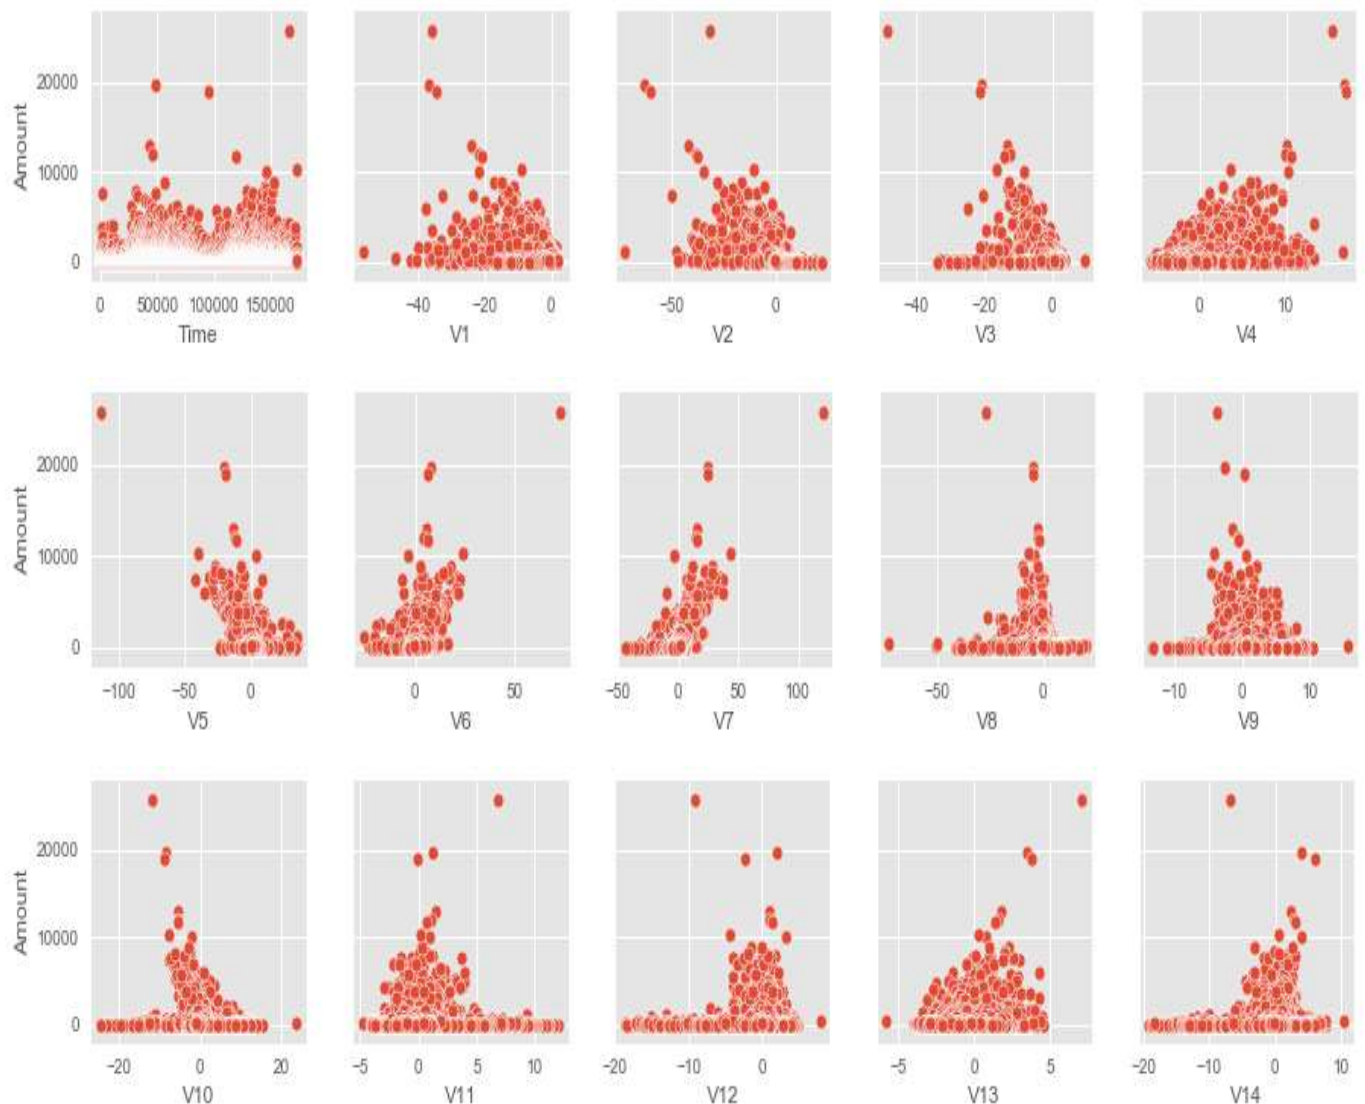 20000
10000
0
Amount
0 50000 100000 150000
Time
−40 −20 0
V1
−50 0
V2
−40 −20 0
V3
0 10
V4
20000
10000
0
Amount
−100 −50 0
V5
0 50
V6
−50 0 50 100
V7
−50 0
V8
−10 0 10
V9
20000
10000
0
Amount
−20 0 20
V10
−5 0 5 10
V11
−20 −10 0
V12
−5 0 5
V13
−20 −10 0 10
V14